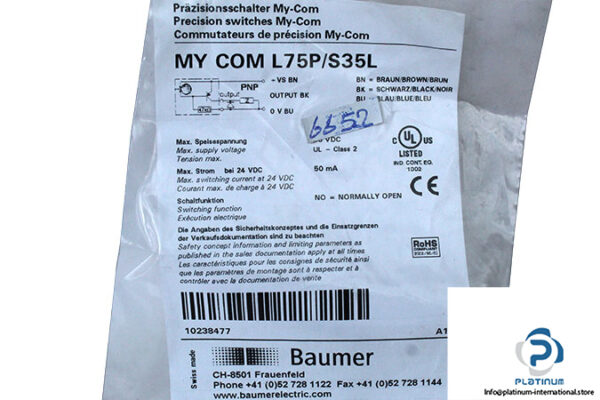 Präzisionsschalter My-Com
Precision switches My-Com
Commutateurs de précision My-Com
MY COM L75P/S35L
+VS BN
PNP
output
OUTPUT BK
Z
0 V BU
BN = BRAUN/BROWN/BRUN
BK = SCHWARZ/BLACK/NOIR
BLAU/BLUE/BLEU
6652
Max. Speisespannung
Max. supply voltage
Tension max.
VDC
UL - Class 2
Max. Strom bei 24 VDC
Max. switching current at 24 VDC
Courant max. de charge à 24 VDC
50 mA
C UL US
LISTED
IND. CONT. EQ.
1002
CE
Schaltfunktion
Switching function
Exécution électrique
NO = NORMALLY OPEN
Die Angaben des Sicherheitskonzeptes und die Einsatzgrenzen
der Verkaufsdokumentation sind zu beachten
Safety concept information and limiting parameters as
published in the sales documentation apply at all times
Les caractéristiques pour les consignes de sécurité ainsi
que les paramètres de montage sont à respecter et à
contrôler avec la documentation de vente
RoHS
10238477
A1
Swiss made
Baumer
CH-8501 Frauenfeld
Phone +41 (0)52 728 1122 Fax +41 (0)52 728 1144
www.baumerelectric.com
PLATINUM
Info@platinum-international.store